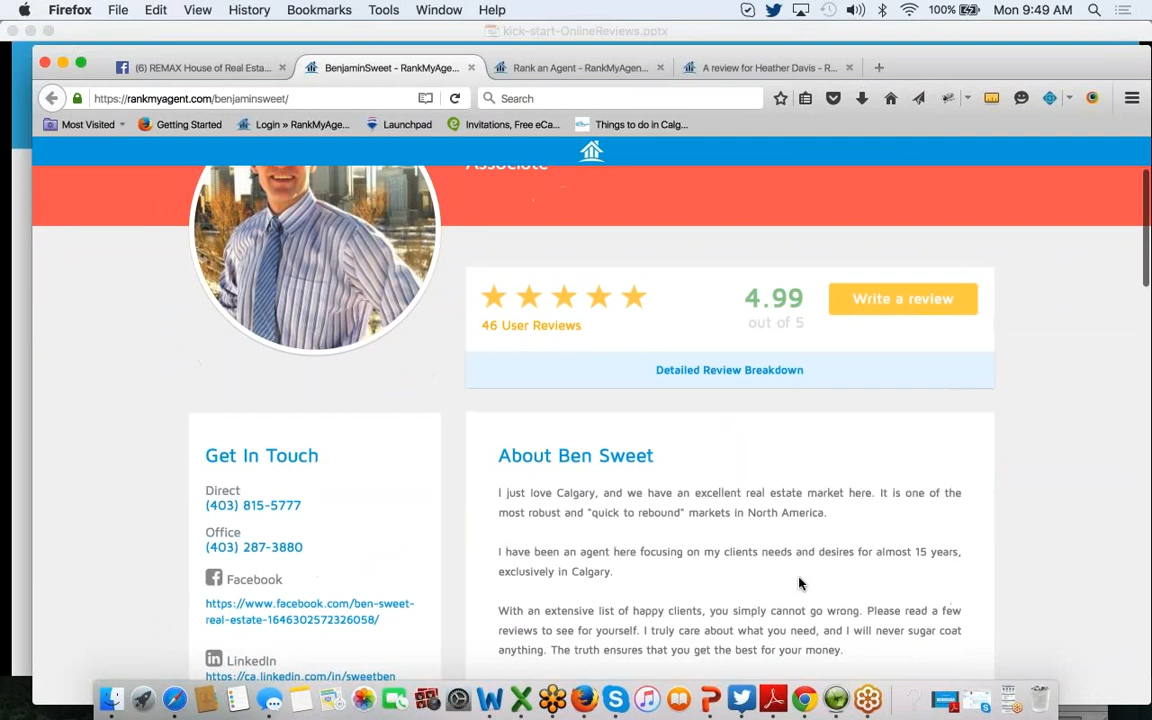 Firefox File Edit View History Bookmarks Tools Window Help 100% Mon 9:49 AM
kick-start-OnlineReviews.pptx
(6) REMAX House of Real Esta... BenjaminSweet - RankMyAge... Rank an Agent - RankMyAgen... A review for Heather Davis - R...
https://rankmyagent.com/benjaminsweet/ Search
Most Visited Getting Started Login » RankMyAge... Launchpad Invitations, Free eCa... Things to do in Calg...
Associate
4.99 Write a review
46 User Reviews out of 5
Detailed Review Breakdown
Get In Touch About Ben Sweet
Direct
(403) 815-5777
Office
(403) 287-3880
Facebook
https://www.facebook.com/ben-sweet-
real-estate-1646302572326058/
LinkedIn
https://ca.linkedin.com/in/sweetben
I just love Calgary, and we have an excellent real estate market here. It is one of the
most robust and "quick to rebound" markets in North America.
I have been an agent here focusing on my clients needs and desires for almost 15 years,
exclusively in Calgary.
With an extensive list of happy clients, you simply cannot go wrong. Please read a few
reviews to see for yourself. I truly care about what you need, and I will never sugar coat
anything. The truth ensures that you get the best for your money.